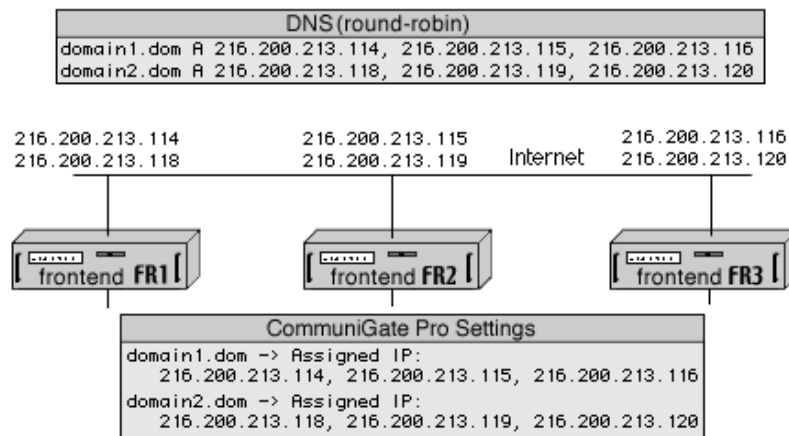 DNS (round-robin)
domain1.dom A 216.200.213.114, 216.200.213.115, 216.200.213.116
domain2.dom A 216.200.213.118, 216.200.213.119, 216.200.213.120
216.200.213.114
216.200.213.118
216.200.213.115
216.200.213.119
Internet
216.200.213.116
216.200.213.120
frontend FR1
frontend FR2
frontend FR3
CommuniGate Pro Settings
domain1.dom -> Assigned IP:
216.200.213.114, 216.200.213.115, 216.200.213.116
domain2.dom -> Assigned IP:
216.200.213.118, 216.200.213.119, 216.200.213.120